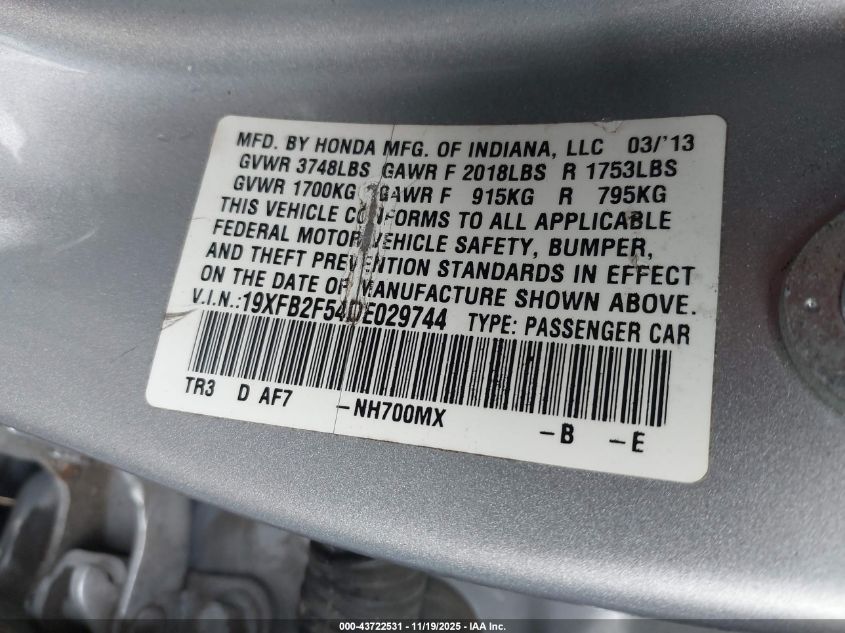 MFD. BY HONDA MFG. OF INDIANA, LLC 03/'13
GVWR 3748LBS GAWR F 2018LBS R 1753LBS
GVWR 1700KG GAWR F 915KG R 795KG
THIS VEHICLE CONFORMS TO ALL APPLICABLE
FEDERAL MOTOR VEHICLE SAFETY, BUMPER,
AND THEFT PREVENTION STANDARDS IN EFFECT
ON THE DATE OF MANUFACTURE SHOWN ABOVE.
V.I.N.:19XFB2F54DE029744 TYPE: PASSENGER CAR
TR3 D AF7 -NH700MX -B -E
000-43722531 - 11/19/2025 - IAA Inc.